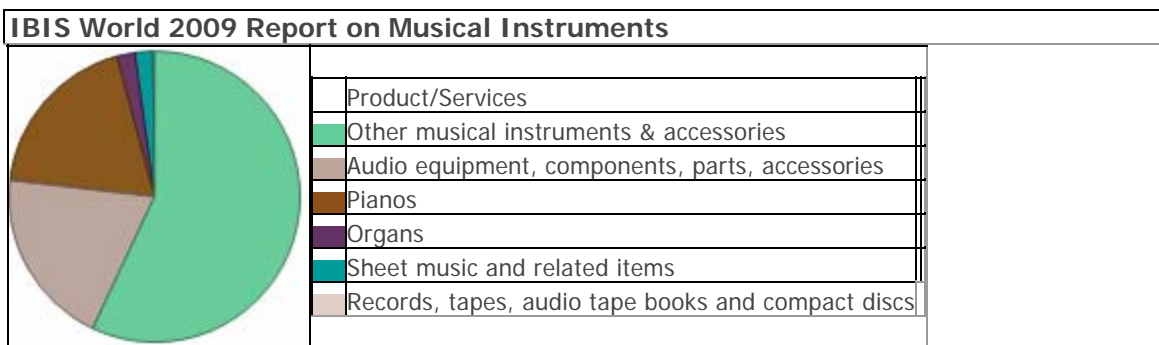 IBIS World 2009 Report on Musical Instruments
Product/Services
Other musical instruments & accessories
Audio equipment, components, parts, accessories
Pianos
Organs
Sheet music and related items
Records, tapes, audio tape books and compact discs